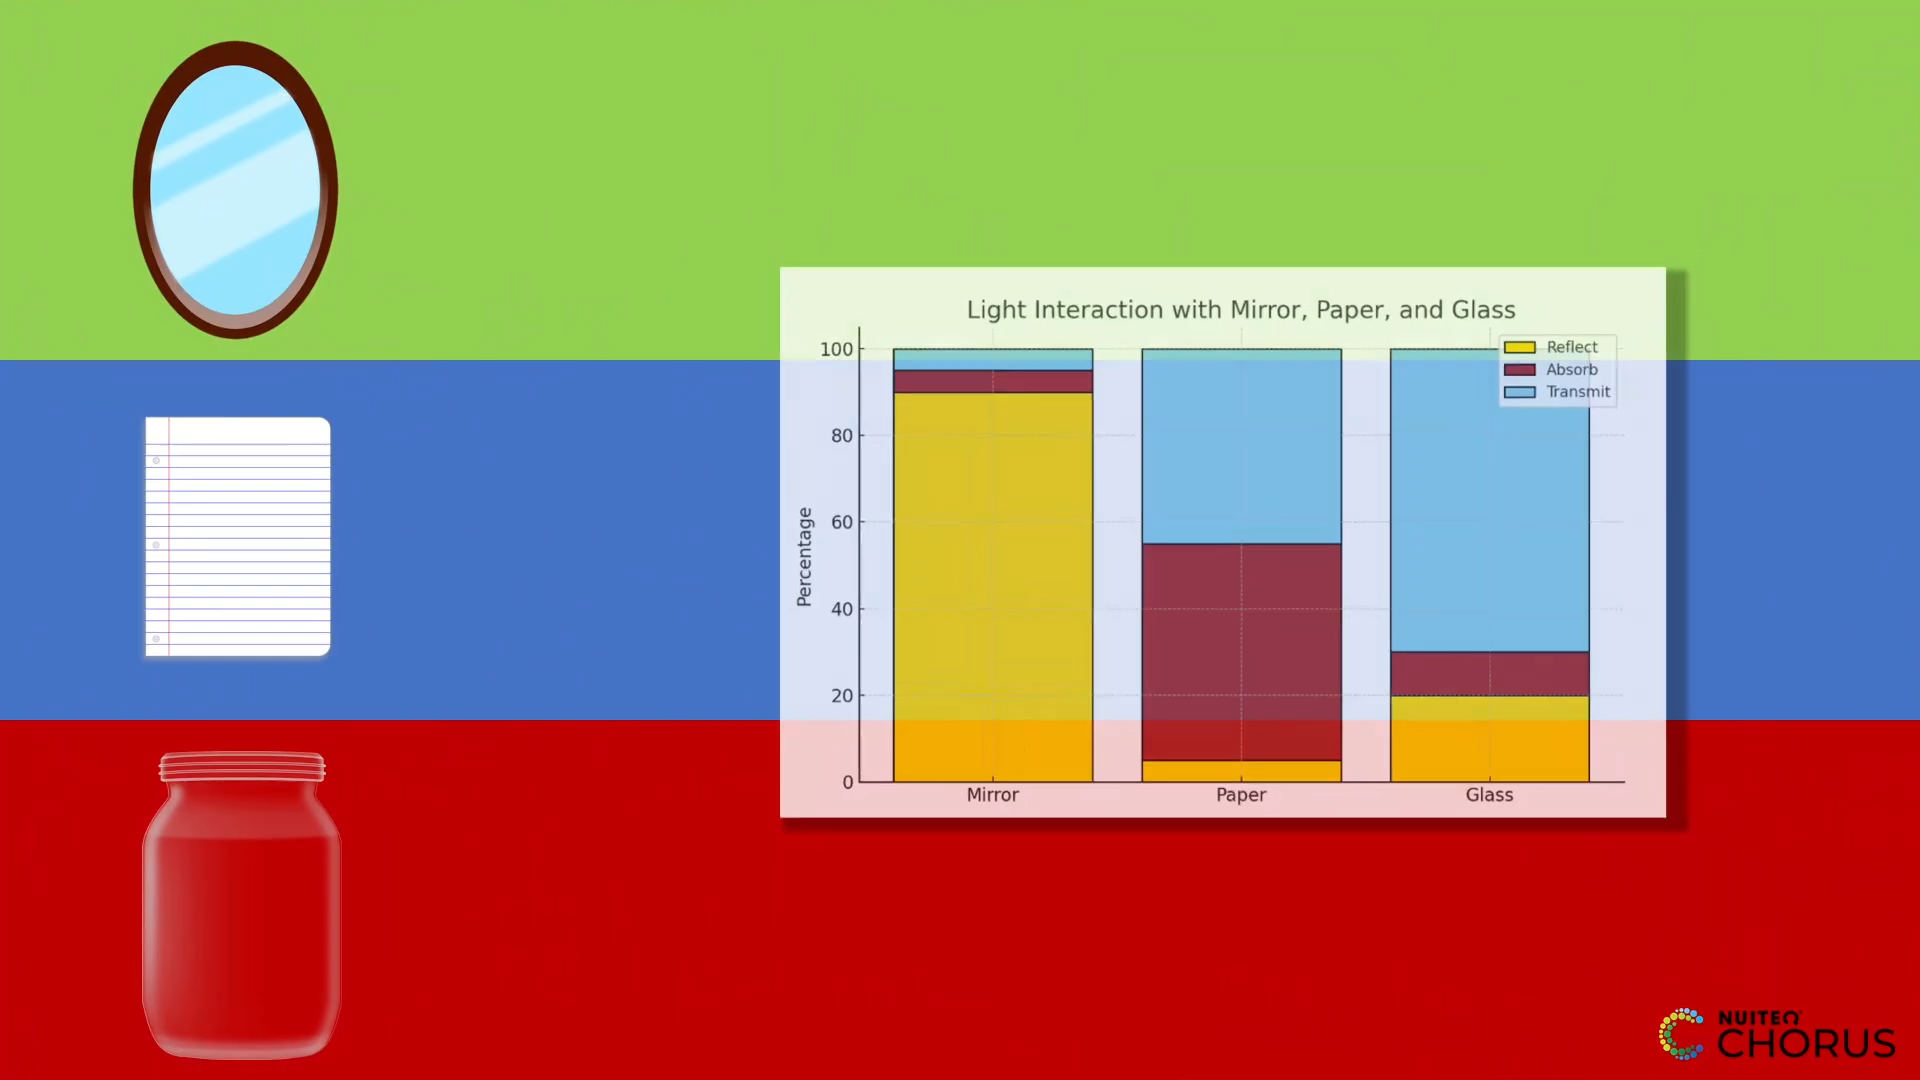 Light Interaction with Mirror, Paper, and Glass
Reflect
Absorb
Transmit
Percentage
100
80
60
40
20
0
Mirror
Paper
Glass
NUITEQ
CHORUS